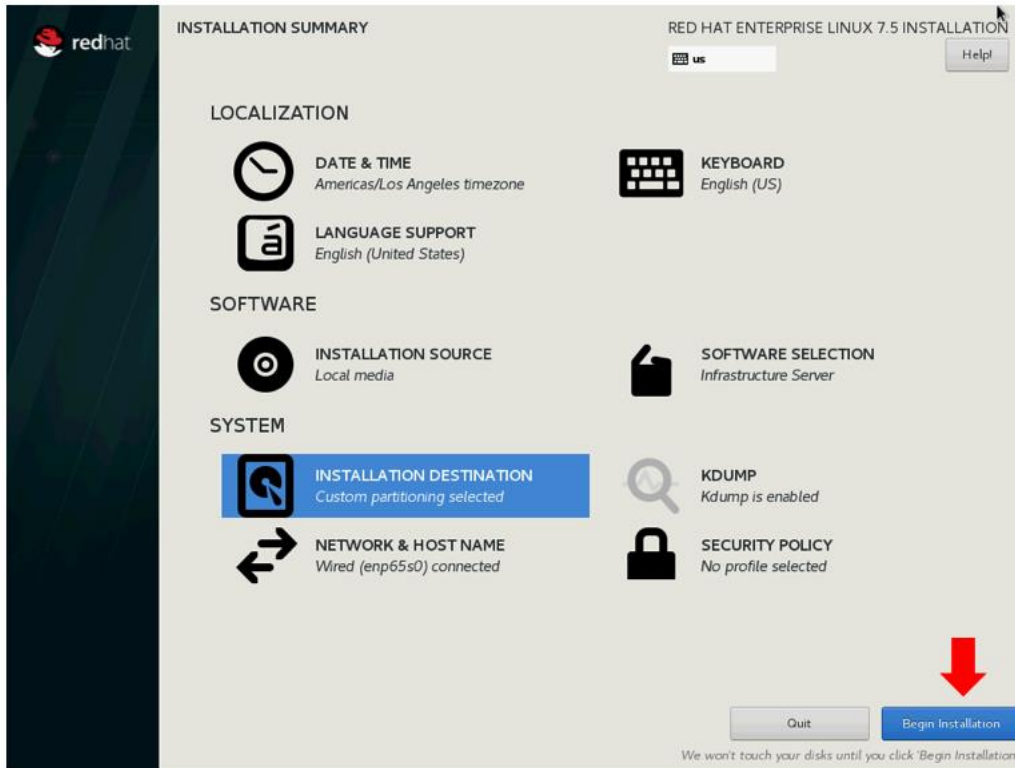 redhat
INSTALLATION SUMMARY
RED HAT ENTERPRISE LINUX 7.5 INSTALLATION
us
Help!
LOCALIZATION
DATE & TIME
Americas/Los Angeles timezone
KEYBOARD
English (US)
á
LANGUAGE SUPPORT
English (United States)
SOFTWARE
INSTALLATION SOURCE
Local media
SOFTWARE SELECTION
Infrastructure Server
SYSTEM
INSTALLATION DESTINATION
Custom partitioning selected
KDUMP
Kdump is enabled
NETWORK & HOST NAME
Wired (enp65s0) connected
SECURITY POLICY
No profile selected
Quit
Begin Installation
We won't touch your disks until you click 'Begin Installation